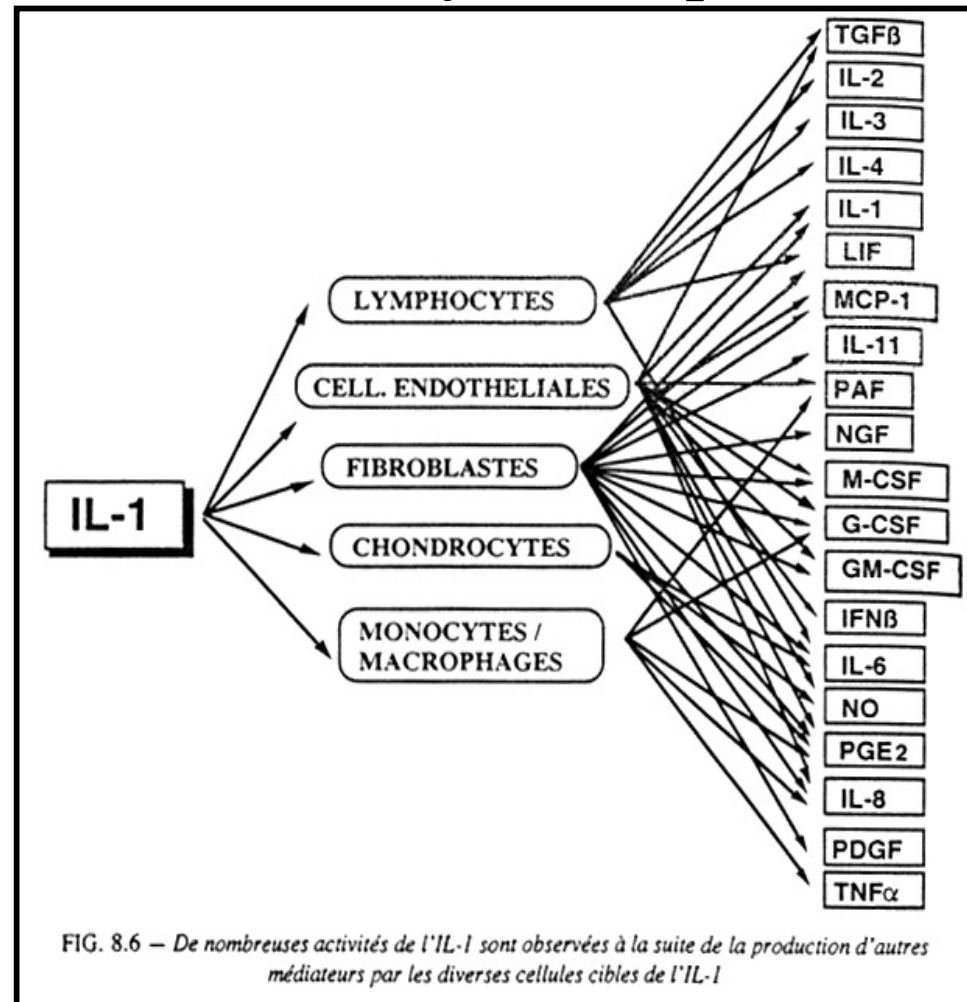 IL-1
LYMPHOCYTES
CELL. ENDOTHELIALES
FIBROBLASTES
CHONDROCYTES
MONOCYTES /
MACROPHAGES
TGFß
IL-2
IL-3
IL-4
IL-1
LIF
MCP-1
IL-11
PAF
NGF
M-CSF
G-CSF
GM-CSF
IFNß
IL-6
NO
PGE2
IL-8
PDGF
TNFα
FIG. 8.6 – De nombreuses activités de l'IL-1 sont observées à la suite de la production d'autres
médiateurs par les diverses cellules cibles de l'IL-1